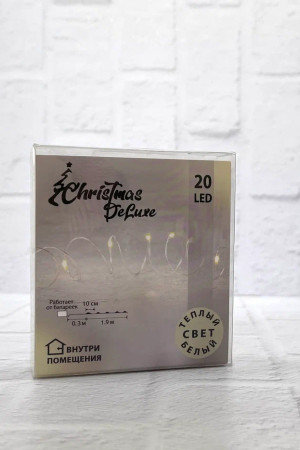 Christmas
DeLuxe
20
LED
Работает
от батареек
10 см
0.3 м
1.9 м
ВНУТРИ
ПОМЕЩЕНИЯ
ТЕПЛЫЙ
СВЕТ
БЕЛЫЙ